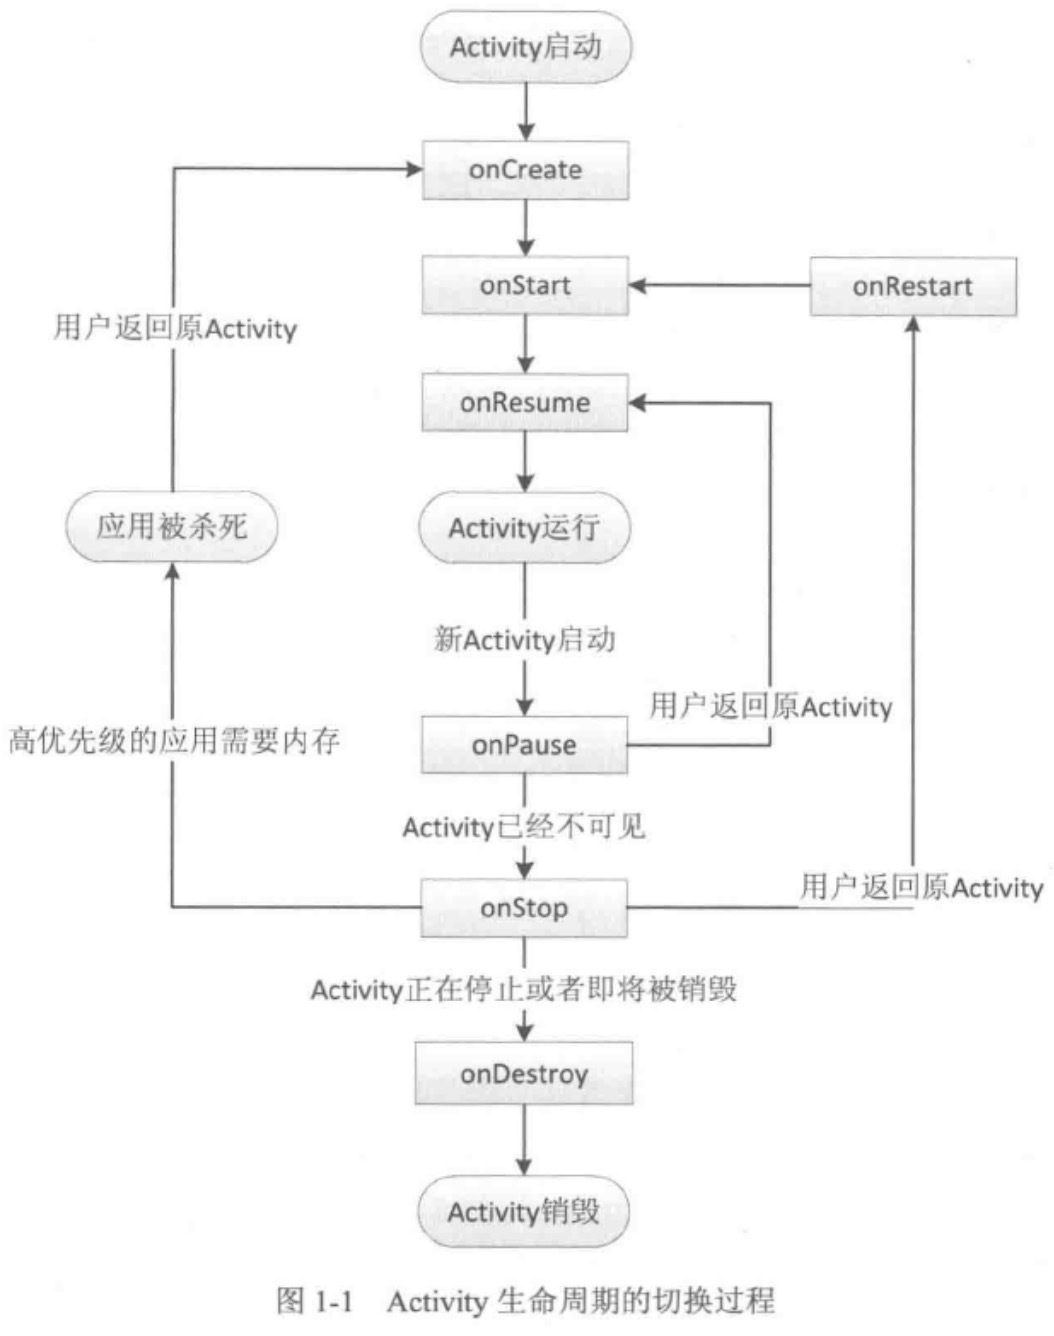 Activity启动
onCreate
onStart
onRestart
用户返回原Activity
onResume
应用被杀死
Activity运行
新Activity启动
用户返回原Activity
高优先级的应用需要内存
onPause
Activity已经不可见
用户返回原Activity
onStop
Activity正在停止或者即将被销毁
onDestroy
Activity销毁
图 1-1 Activity 生命周期的切换过程